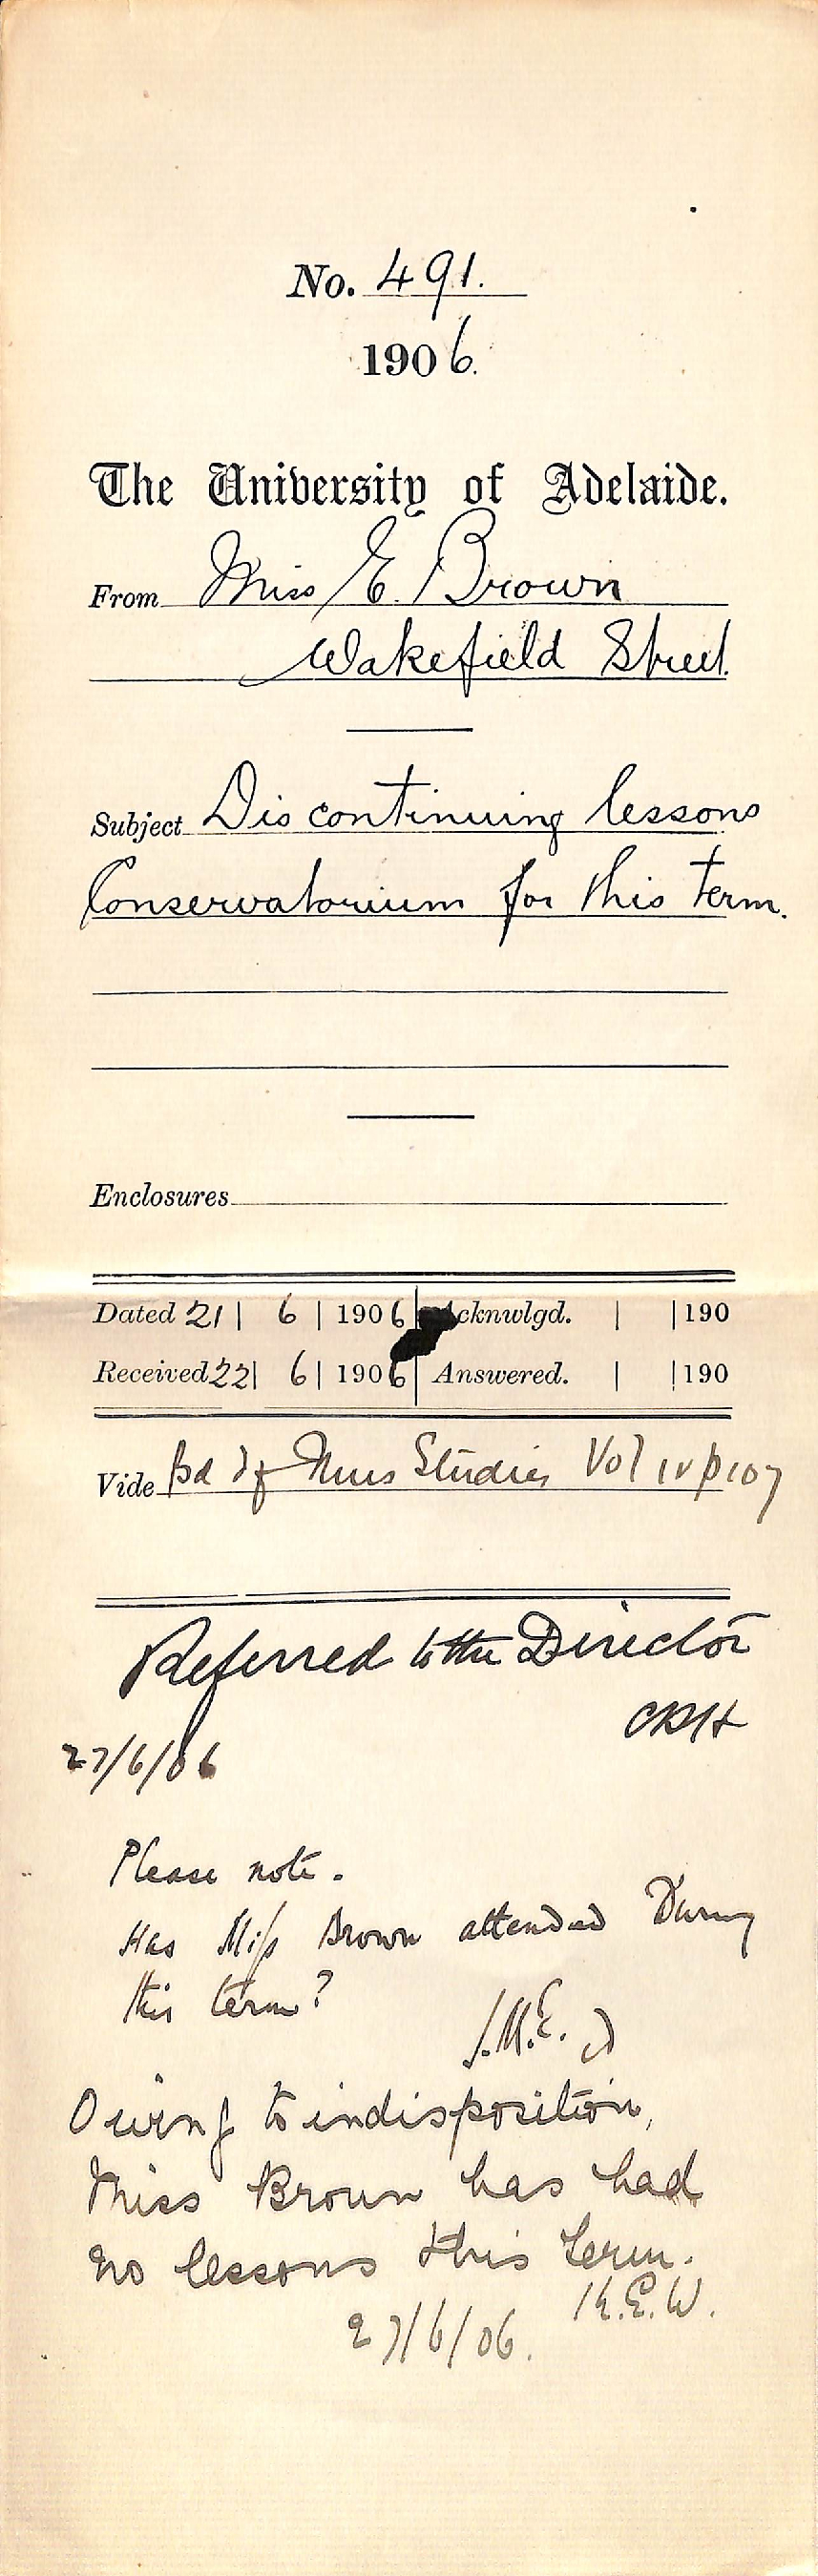 No. 491.
1906.
The University of Adelaide.
From Miss E. Brown
Wakefield Street.
Subject Discontinuing lessons
Conservatorium for this term.
Enclosures
Dated 21 | 6 | 1906 | Acknwlgd. | | 190
Received 22 | 6 | 1906 | Answered. | | 190
Vide Bd of Mus Studies Vol IV p 107
Referred to the Director
CRH
27/6/06
Please note.
Has Miss Brown attended During
this term?
J.M.E.
Owing to indisposition,
Miss Brown has had
no lessons this term.
H.E.W.
27/6/06.